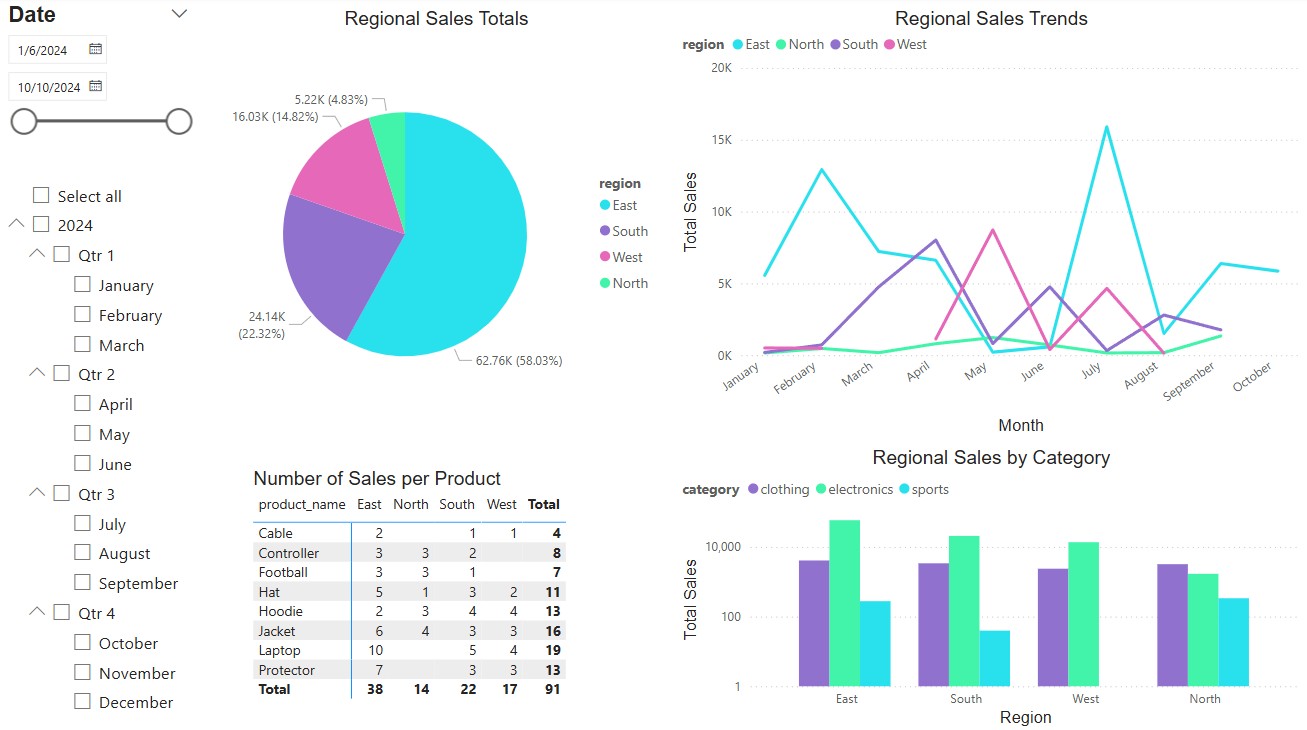 Date
1/6/2024
10/10/2024
Select all
2024
Qtr 1
January
February
March
Qtr 2
April
May
June
Qtr 3
July
August
September
Qtr 4
October
November
December
Regional Sales Totals
5.22K (4.83%)
16.03K (14.82%)
24.14K
(22.32%)
62.76K (58.03%)
region
East
South
West
North
Number of Sales per Product
product_name East North South West Total
Cable 2 1 1 4
Controller 3 3 2 8
Football 3 3 1 7
Hat 5 1 3 2 11
Hoodie 2 3 4 4 13
Jacket 6 4 3 3 16
Laptop 10 5 4 19
Protector 7 3 3 13
Total 38 14 22 17 91
Regional Sales Trends
region East North South West
Total Sales
20K
15K
10K
5K
0K
January February March April May June July August September October
Month
Regional Sales by Category
category clothing electronics sports
Total Sales
10,000
100
1
East South West North
Region